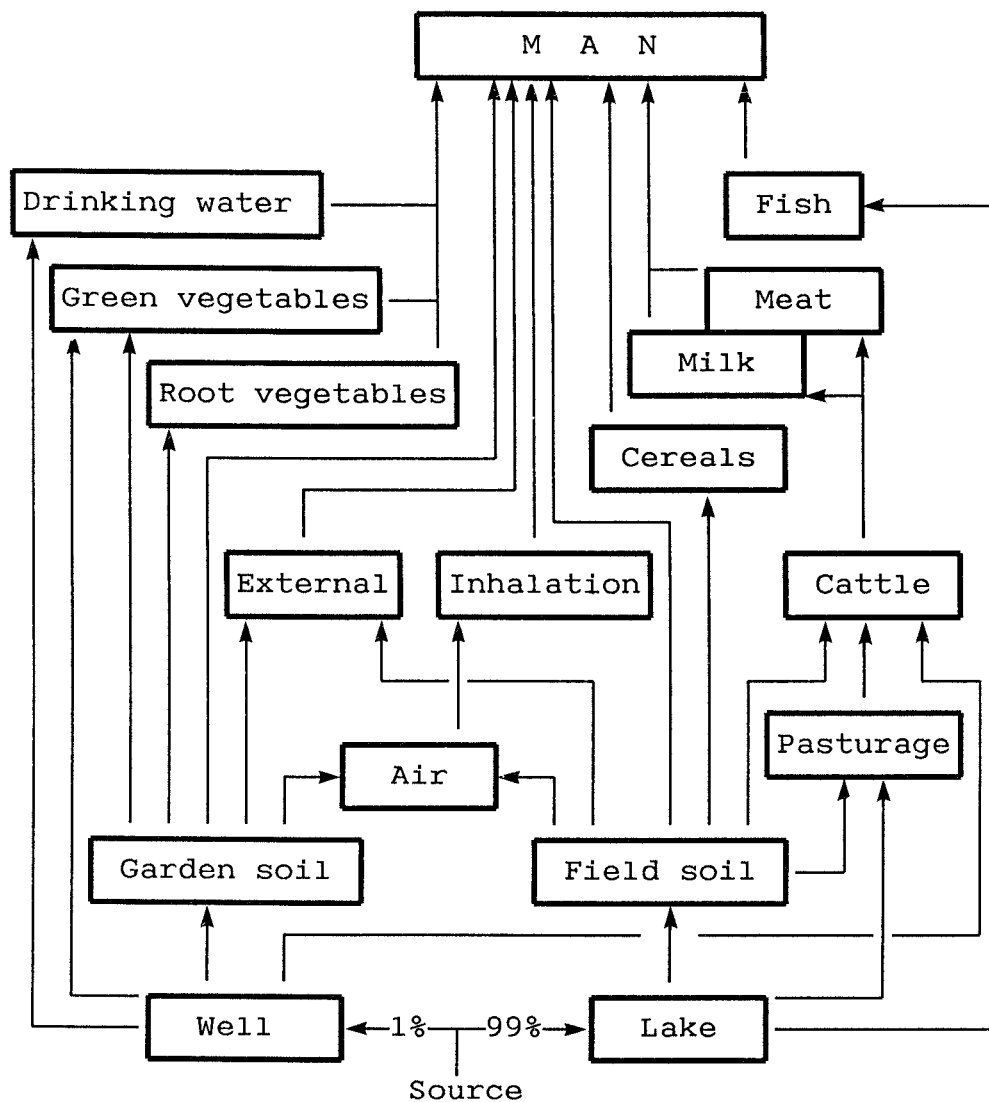 M A N
Drinking water
Fish
Green vegetables
Meat
Milk
Root vegetables
Cereals
External
Inhalation
Cattle
Pasturage
Air
Garden soil
Field soil
Well
1%
99%
Lake
Source